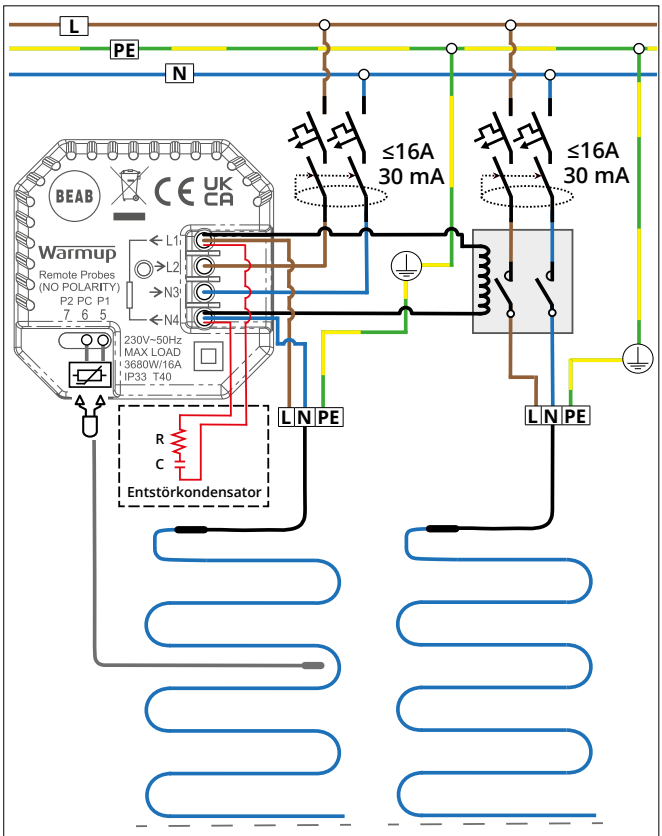 L
PE
N
≤16A
30 mA
≤16A
30 mA
BEAB
CE UK
CA
Warmup
Remote Probes
(NO POLARITY)
P2 PC P1
7 6 5
L1
L2
N3
N4
230V~50Hz
MAX LOAD
3680W/16A
IP33 T40
L N PE
L N PE
R
C
Entstörkondensator